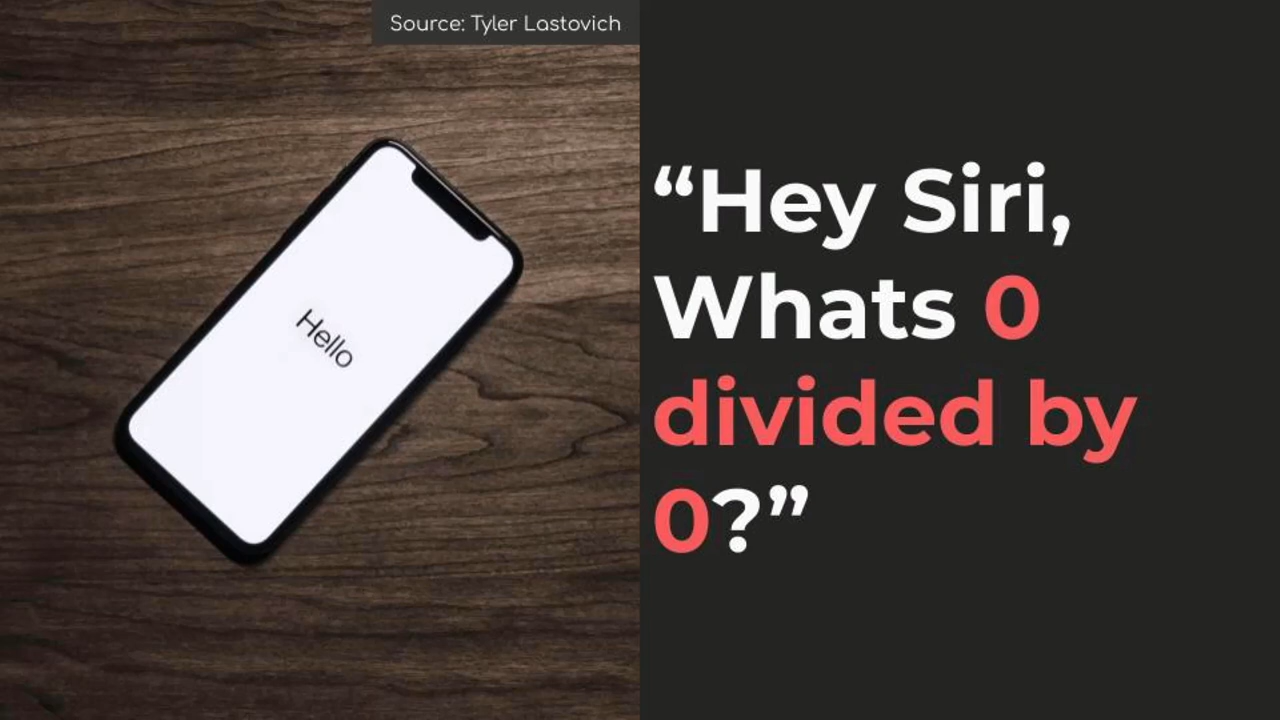 Source: Tyler Lastovich
Hello
“Hey Siri,
Whats 0
divided by
0?”